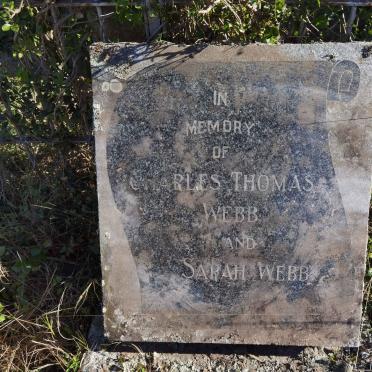 IN
MEMORY
OF
CHARLES THOMAS
WEBB
AND
SARAH WEBB